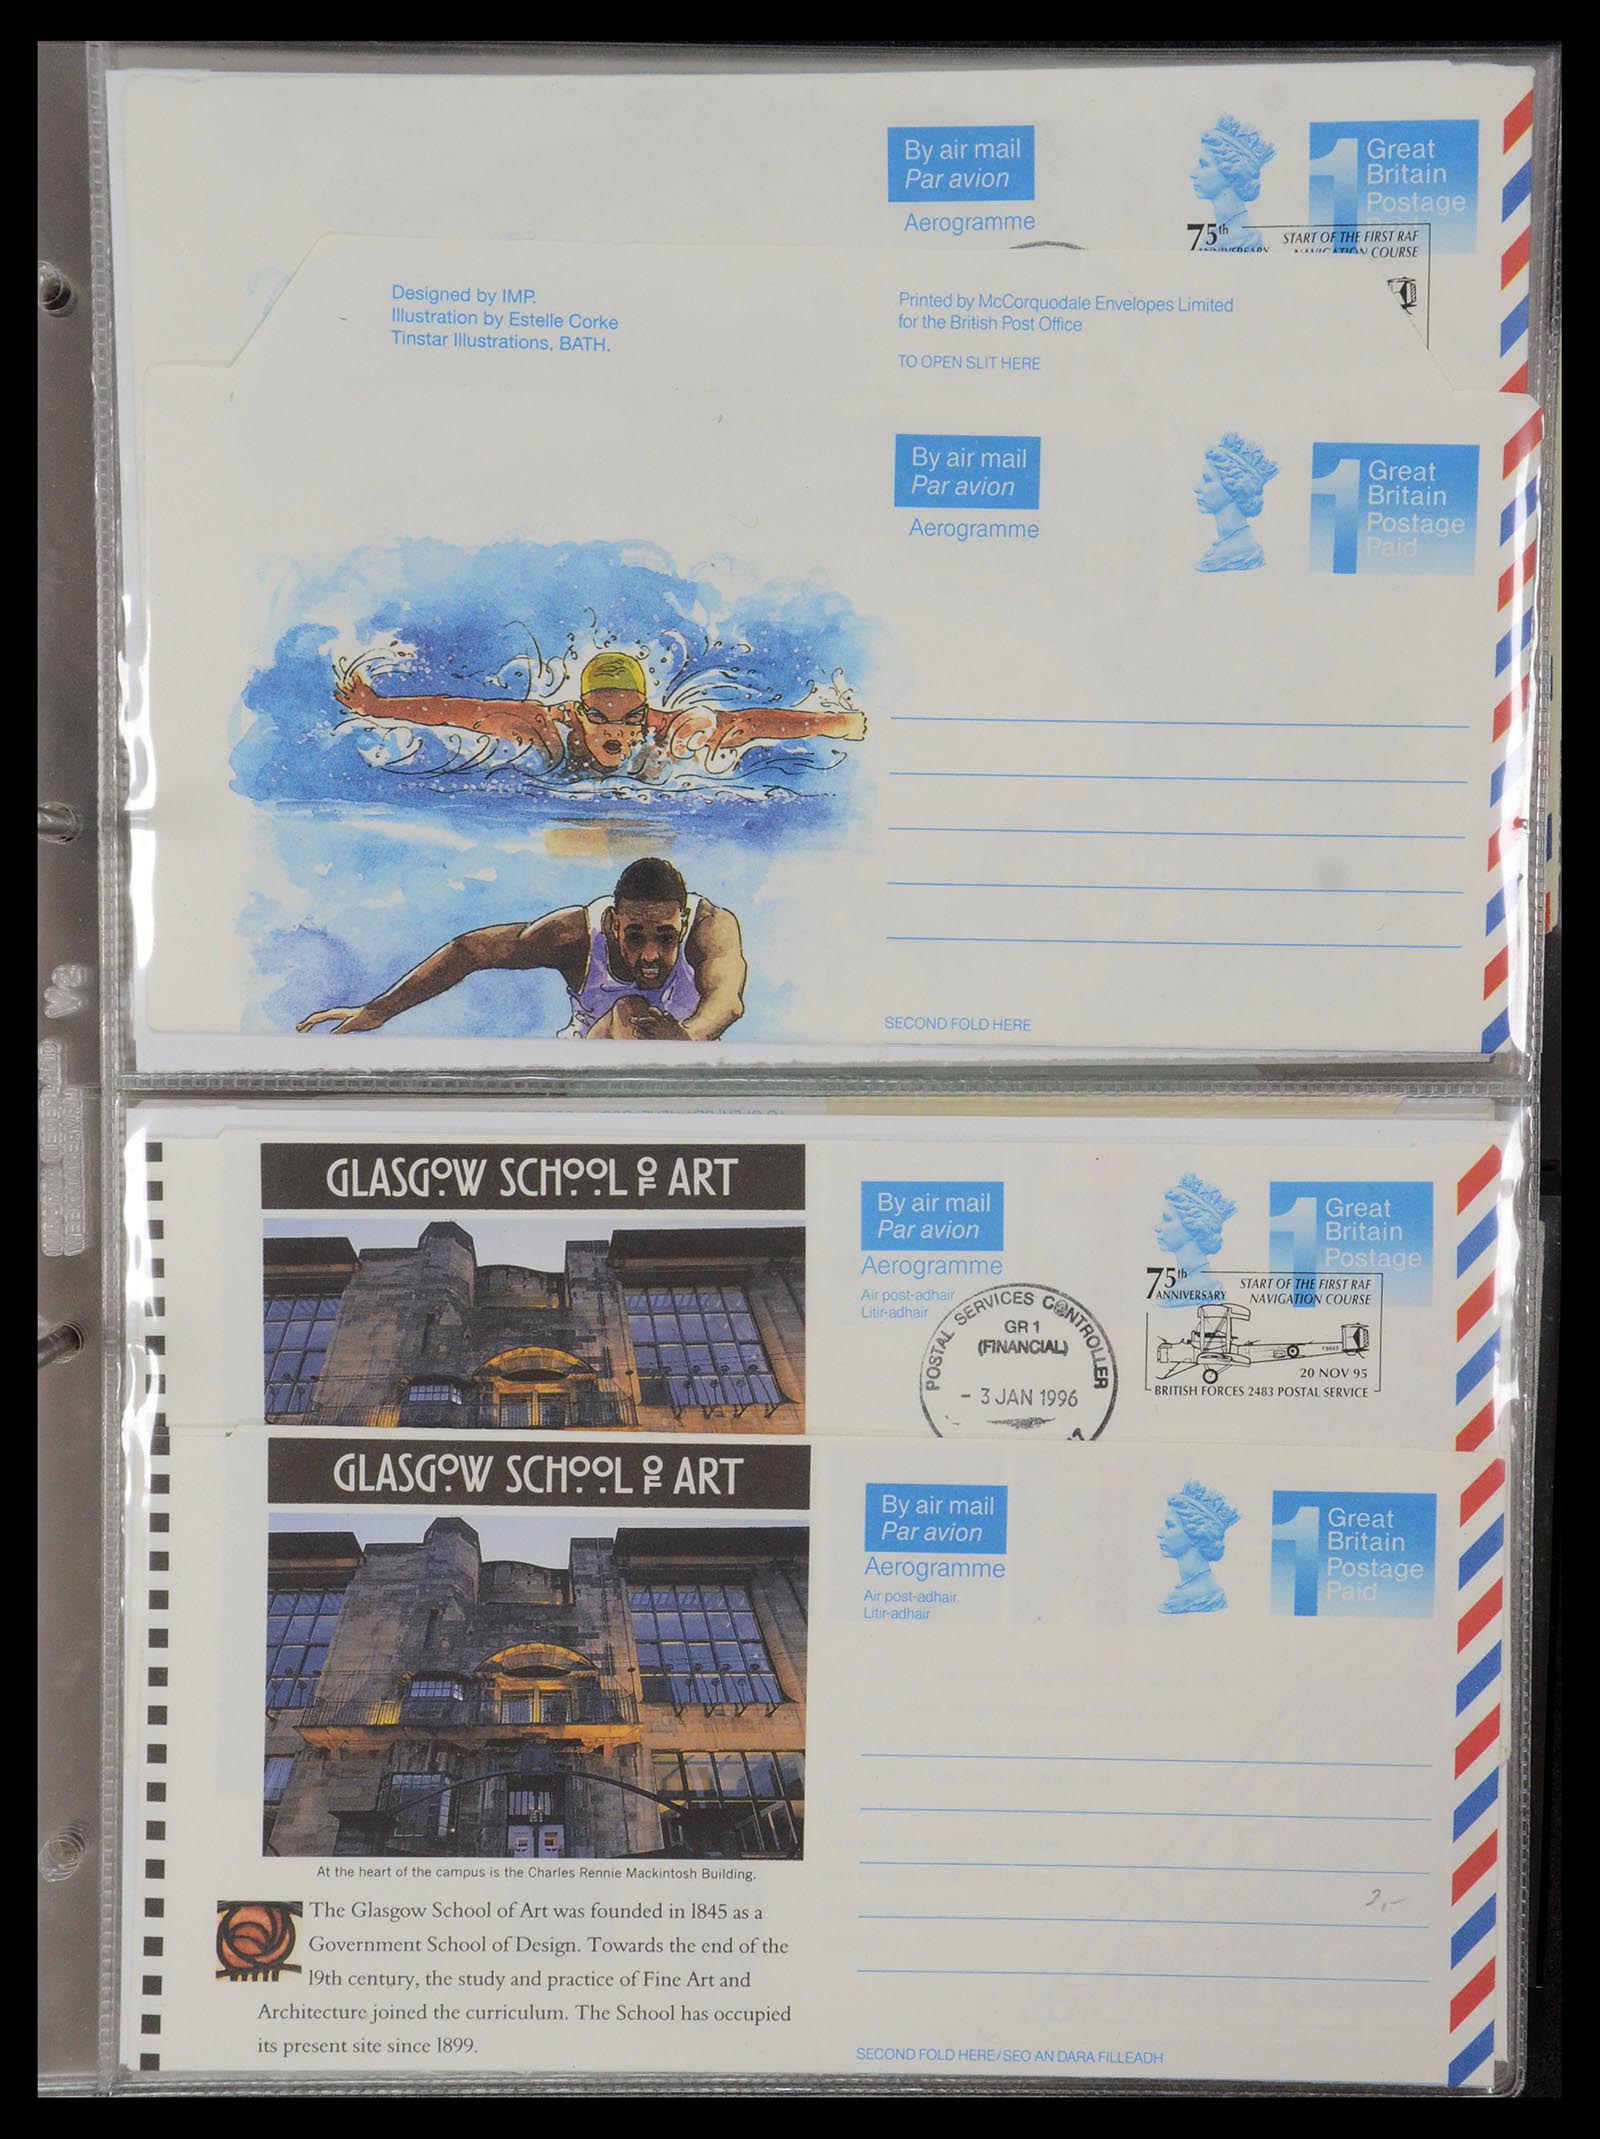 By air mail
Par avion
Aerogramme
Great
Britain
Postage
75th
START OF THE FIRST RAF
NAVIGATION COURSE
Designed by IMP.
Illustration by Estelle Corke
Tinstar Illustrations, BATH.
Printed by McCorquodale Envelopes Limited
for the British Post Office
TO OPEN SLIT HERE
By air mail
Par avion
Aerogramme
1 Great
Britain
Postage
Paid
SECOND FOLD HERE
GLASGOW SCHOOL OF ART
By air mail
Par avion
Aerogramme
Air post-adhair
Litir-adhair
1 Great
Britain
Postage
POSTAL SERVICES CONTROLLER
GR 1
(FINANCIAL)
- 3 JAN 1996
75th
ANNIVERSARY
START OF THE FIRST RAF
NAVIGATION COURSE
20 NOV 95
BRITISH FORCES 2483 POSTAL SERVICE
GLASGOW SCHOOL OF ART
By air mail
Par avion
Aerogramme
Air post-adhair
Litir-adhair
1 Great
Britain
Postage
Paid
At the heart of the campus is the Charles Rennie Mackintosh Building.
The Glasgow School of Art was founded in 1845 as a
Government School of Design. Towards the end of the
19th century, the study and practice of Fine Art and
Architecture joined the curriculum. The School has occupied
its present site since 1899.
2,-
SECOND FOLD HERE/SEO AN DARA FILLEADH